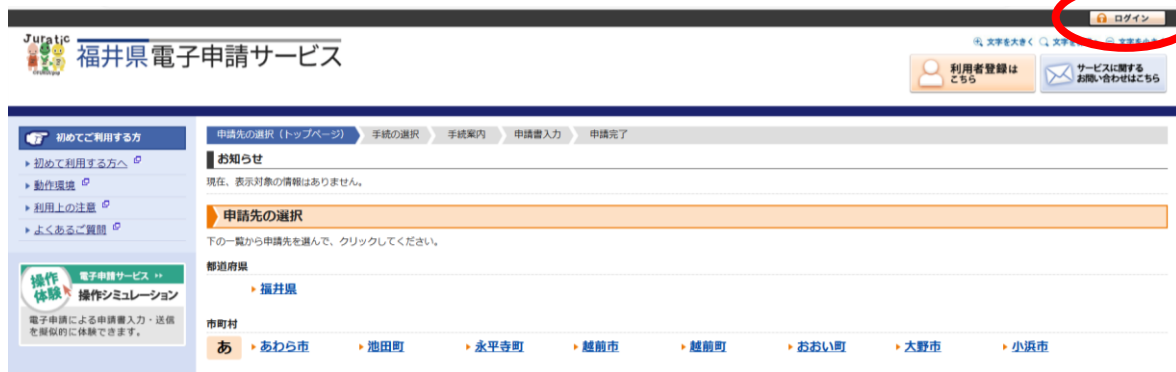 ログイン
Juratic
福井県電子申請サービス
文字を大きく
利用者登録は
こちら
サービスに関する
お問い合わせはこちら
初めてご利用する方
初めて利用する方へ
動作環境
利用上の注意
よくあるご質問
操作
体験
電子申請サービス
操作シミュレーション
電子申請による申請書入力・送信
を擬似的に体験できます。
申請先の選択（トップページ） 手続の選択 手続案内 申請書入力 申請完了
お知らせ
現在、表示対象の情報はありません。
申請先の選択
下の一覧から申請先を選んで、クリックしてください。
都道府県
福井県
市町村
あ あわら市 池田町 永平寺町 越前市 越前町 おおい町 大野市 小浜市